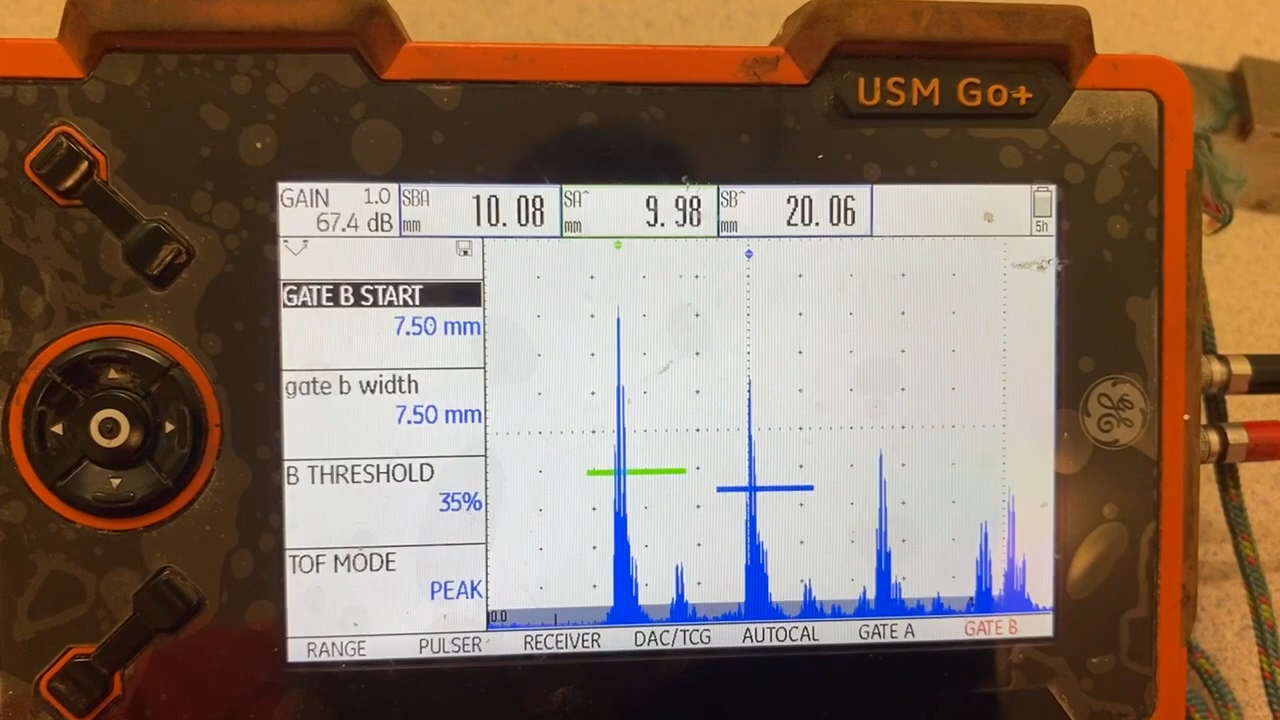 USM Go+
GAIN 1.0
67.4 dB
SBA
mm
10.08
SA^
mm
9.98
SB^
mm
20.06
5h
GATE B START
7.50 mm
gate b width
7.50 mm
B THRESHOLD
35%
TOF MODE
PEAK
0.0
RANGE PULSER RECEIVER DAC/TCG AUTOCAL GATE A GATE B
GE